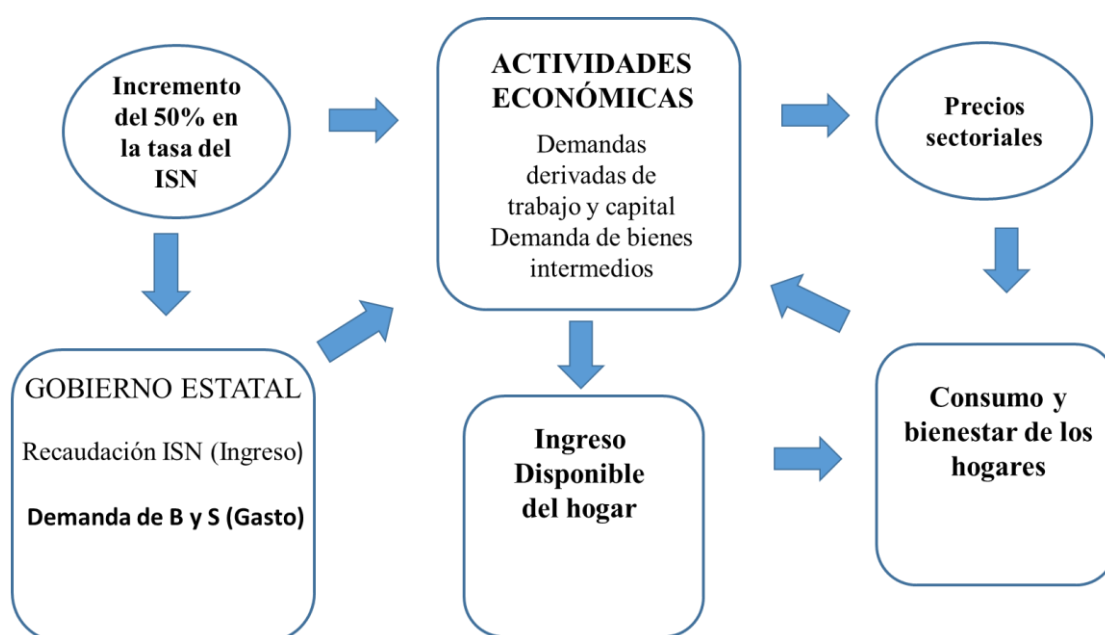 Incremento
del 50% en
la tasa del
ISN
ACTIVIDADES
ECONÓMICAS
Demandas
derivadas de
trabajo y capital
Demanda de bienes
intermedios
Precios
sectoriales
GOBIERNO ESTATAL
Recaudación ISN (Ingreso)
Demanda de B y S (Gasto)
Ingreso
Disponible
del hogar
Consumo y
bienestar de los
hogares